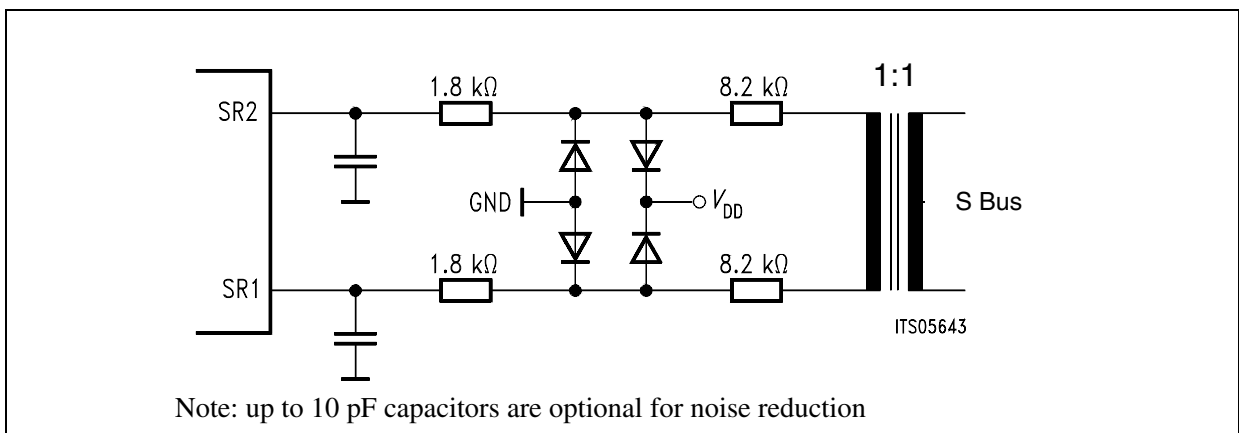 1:1
1.8 kΩ
8.2 kΩ
SR2
GND
V_DD
S Bus
1.8 kΩ
8.2 kΩ
SR1
ITS05643
Note: up to 10 pF capacitors are optional for noise reduction